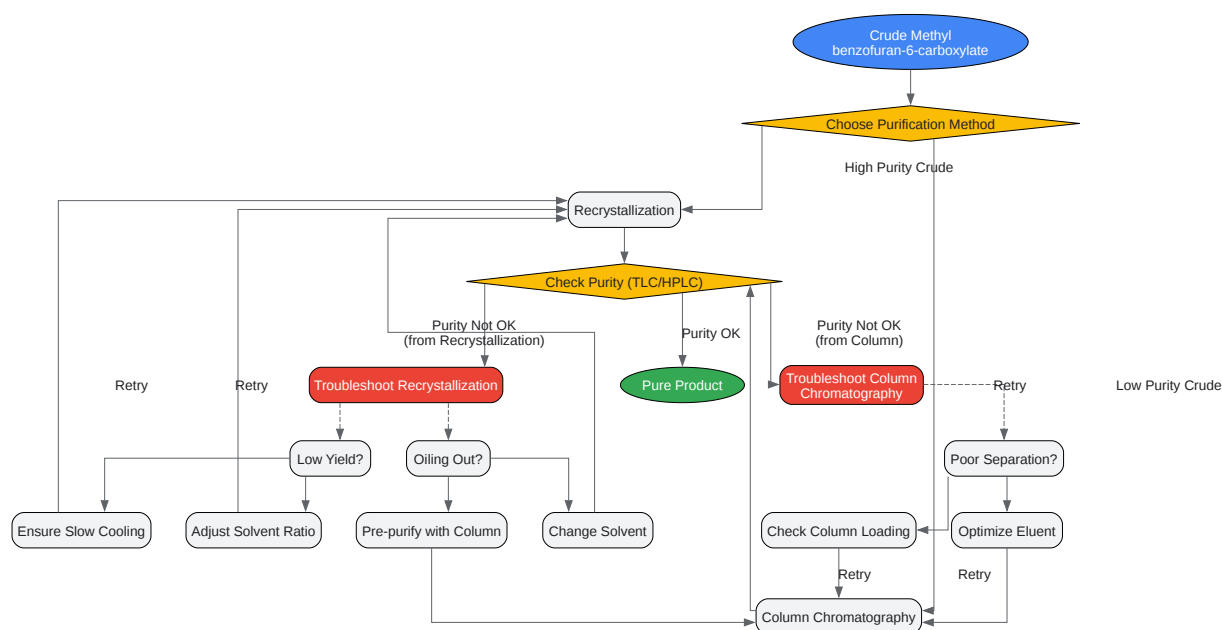 Crude Methyl
benzofuran-6-carboxylate
Choose Purification Method
High Purity Crude
Recrystallization
Check Purity (TLC/HPLC)
Purity Not OK
(from Recrystallization)
Purity OK
Purity Not OK
(from Column)
Retry
Retry
Troubleshoot Recrystallization
Pure Product
Troubleshoot Column
Chromatography
Retry
Low Purity Crude
Low Yield?
Oiling Out?
Poor Separation?
Ensure Slow Cooling
Adjust Solvent Ratio
Pre-purify with Column
Change Solvent
Check Column Loading
Optimize Eluent
Retry
Retry
Column Chromatography